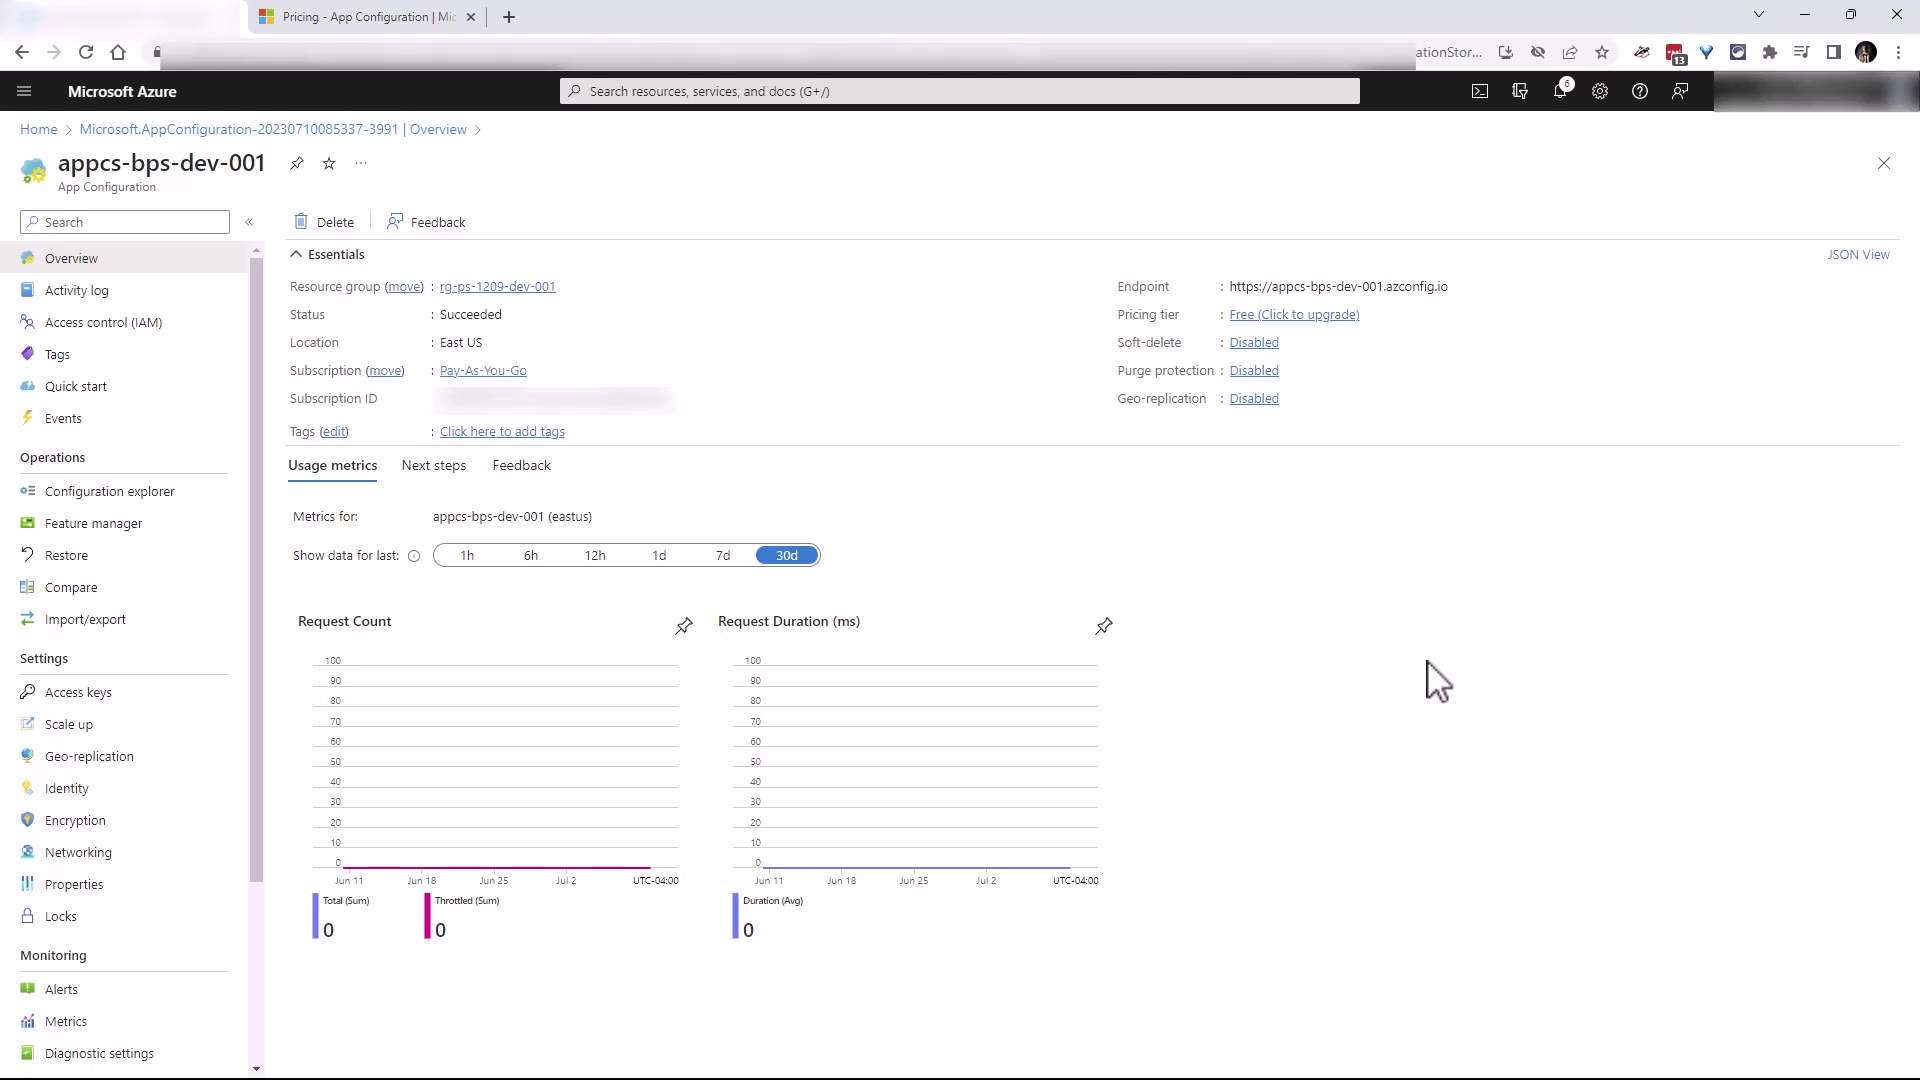 Pricing - App Configuration | Mic
ationStor...
13
Microsoft Azure
Search resources, services, and docs (G+/)
6
Home > Microsoft.AppConfiguration-20230710085337-3991 | Overview >
appcs-bps-dev-001
App Configuration
Search
Delete
Feedback
Overview
Activity log
Access control (IAM)
Tags
Quick start
Events
Operations
Configuration explorer
Feature manager
Restore
Compare
Import/export
Settings
Access keys
Scale up
Geo-replication
Identity
Encryption
Networking
Properties
Locks
Monitoring
Alerts
Metrics
Diagnostic settings
Essentials
JSON View
Resource group (move) : rg-ps-1209-dev-001
Status : Succeeded
Location : East US
Subscription (move) : Pay-As-You-Go
Subscription ID
Tags (edit) : Click here to add tags
Endpoint : https://appcs-bps-dev-001.azconfig.io
Pricing tier : Free (Click to upgrade)
Soft-delete : Disabled
Purge protection : Disabled
Geo-replication : Disabled
Usage metrics Next steps Feedback
Metrics for: appcs-bps-dev-001 (eastus)
Show data for last: 1h 6h 12h 1d 7d 30d
Request Count
100
90
80
70
60
50
40
30
20
10
0
Jun 11 Jun 18 Jun 25 Jul 2 UTC-04:00
Total (Sum)
0
Throttled (Sum)
0
Request Duration (ms)
100
90
80
70
60
50
40
30
20
10
0
Jun 11 Jun 18 Jun 25 Jul 2 UTC-04:00
Duration (Avg)
0